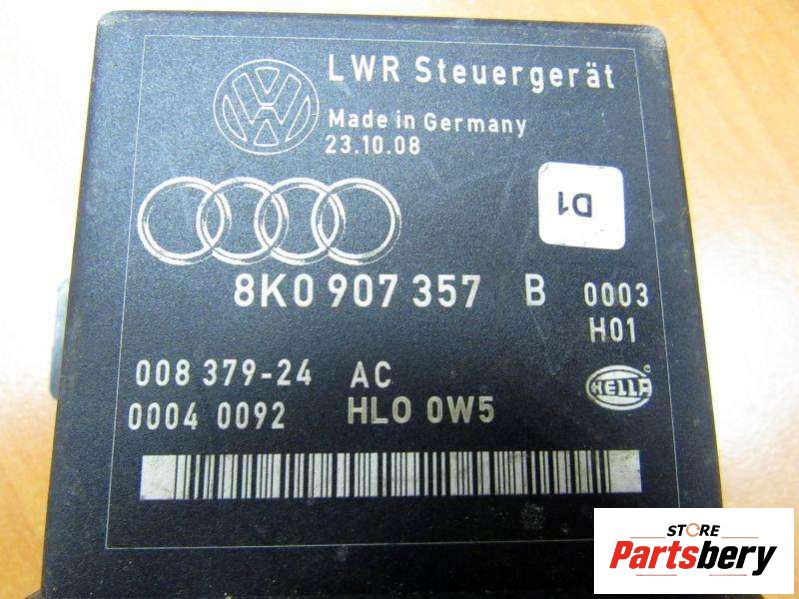 LWR Steuergerät
Made in Germany
23.10.08
D1
8K0 907 357 B 0003
H01
008 379-24 AC
0004 0092 HLO 0W5
HELLA
STORE
Partsbery